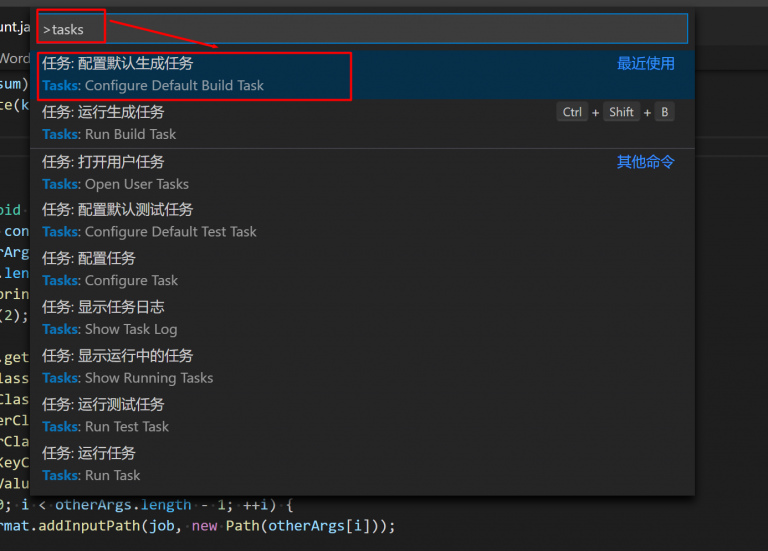 unt.ja
>tasks
Word
任务: 配置默认生成任务
最近使用
sum)
Tasks: Configure Default Build Task
te(k
任务: 运行生成任务
Ctrl + Shift + B
Tasks: Run Build Task
任务: 打开用户任务
其他命令
Tasks: Open User Tasks
oid
任务: 配置默认测试任务
con
Tasks: Configure Default Test Task
rArg
任务: 配置任务
.len
Tasks: Configure Task
prin
任务: 显示任务日志
(2);
Tasks: Show Task Log
.get
任务: 显示运行中的任务
lass
Tasks: Show Running Tasks
Clas
任务: 运行测试任务
erCl
Tasks: Run Test Task
rCla
任务: 运行任务
KeyC
Tasks: Run Task
Valu
0; i < otherArgs.length - 1; ++i) {
rmat.addInputPath(job, new Path(otherArgs[i]));